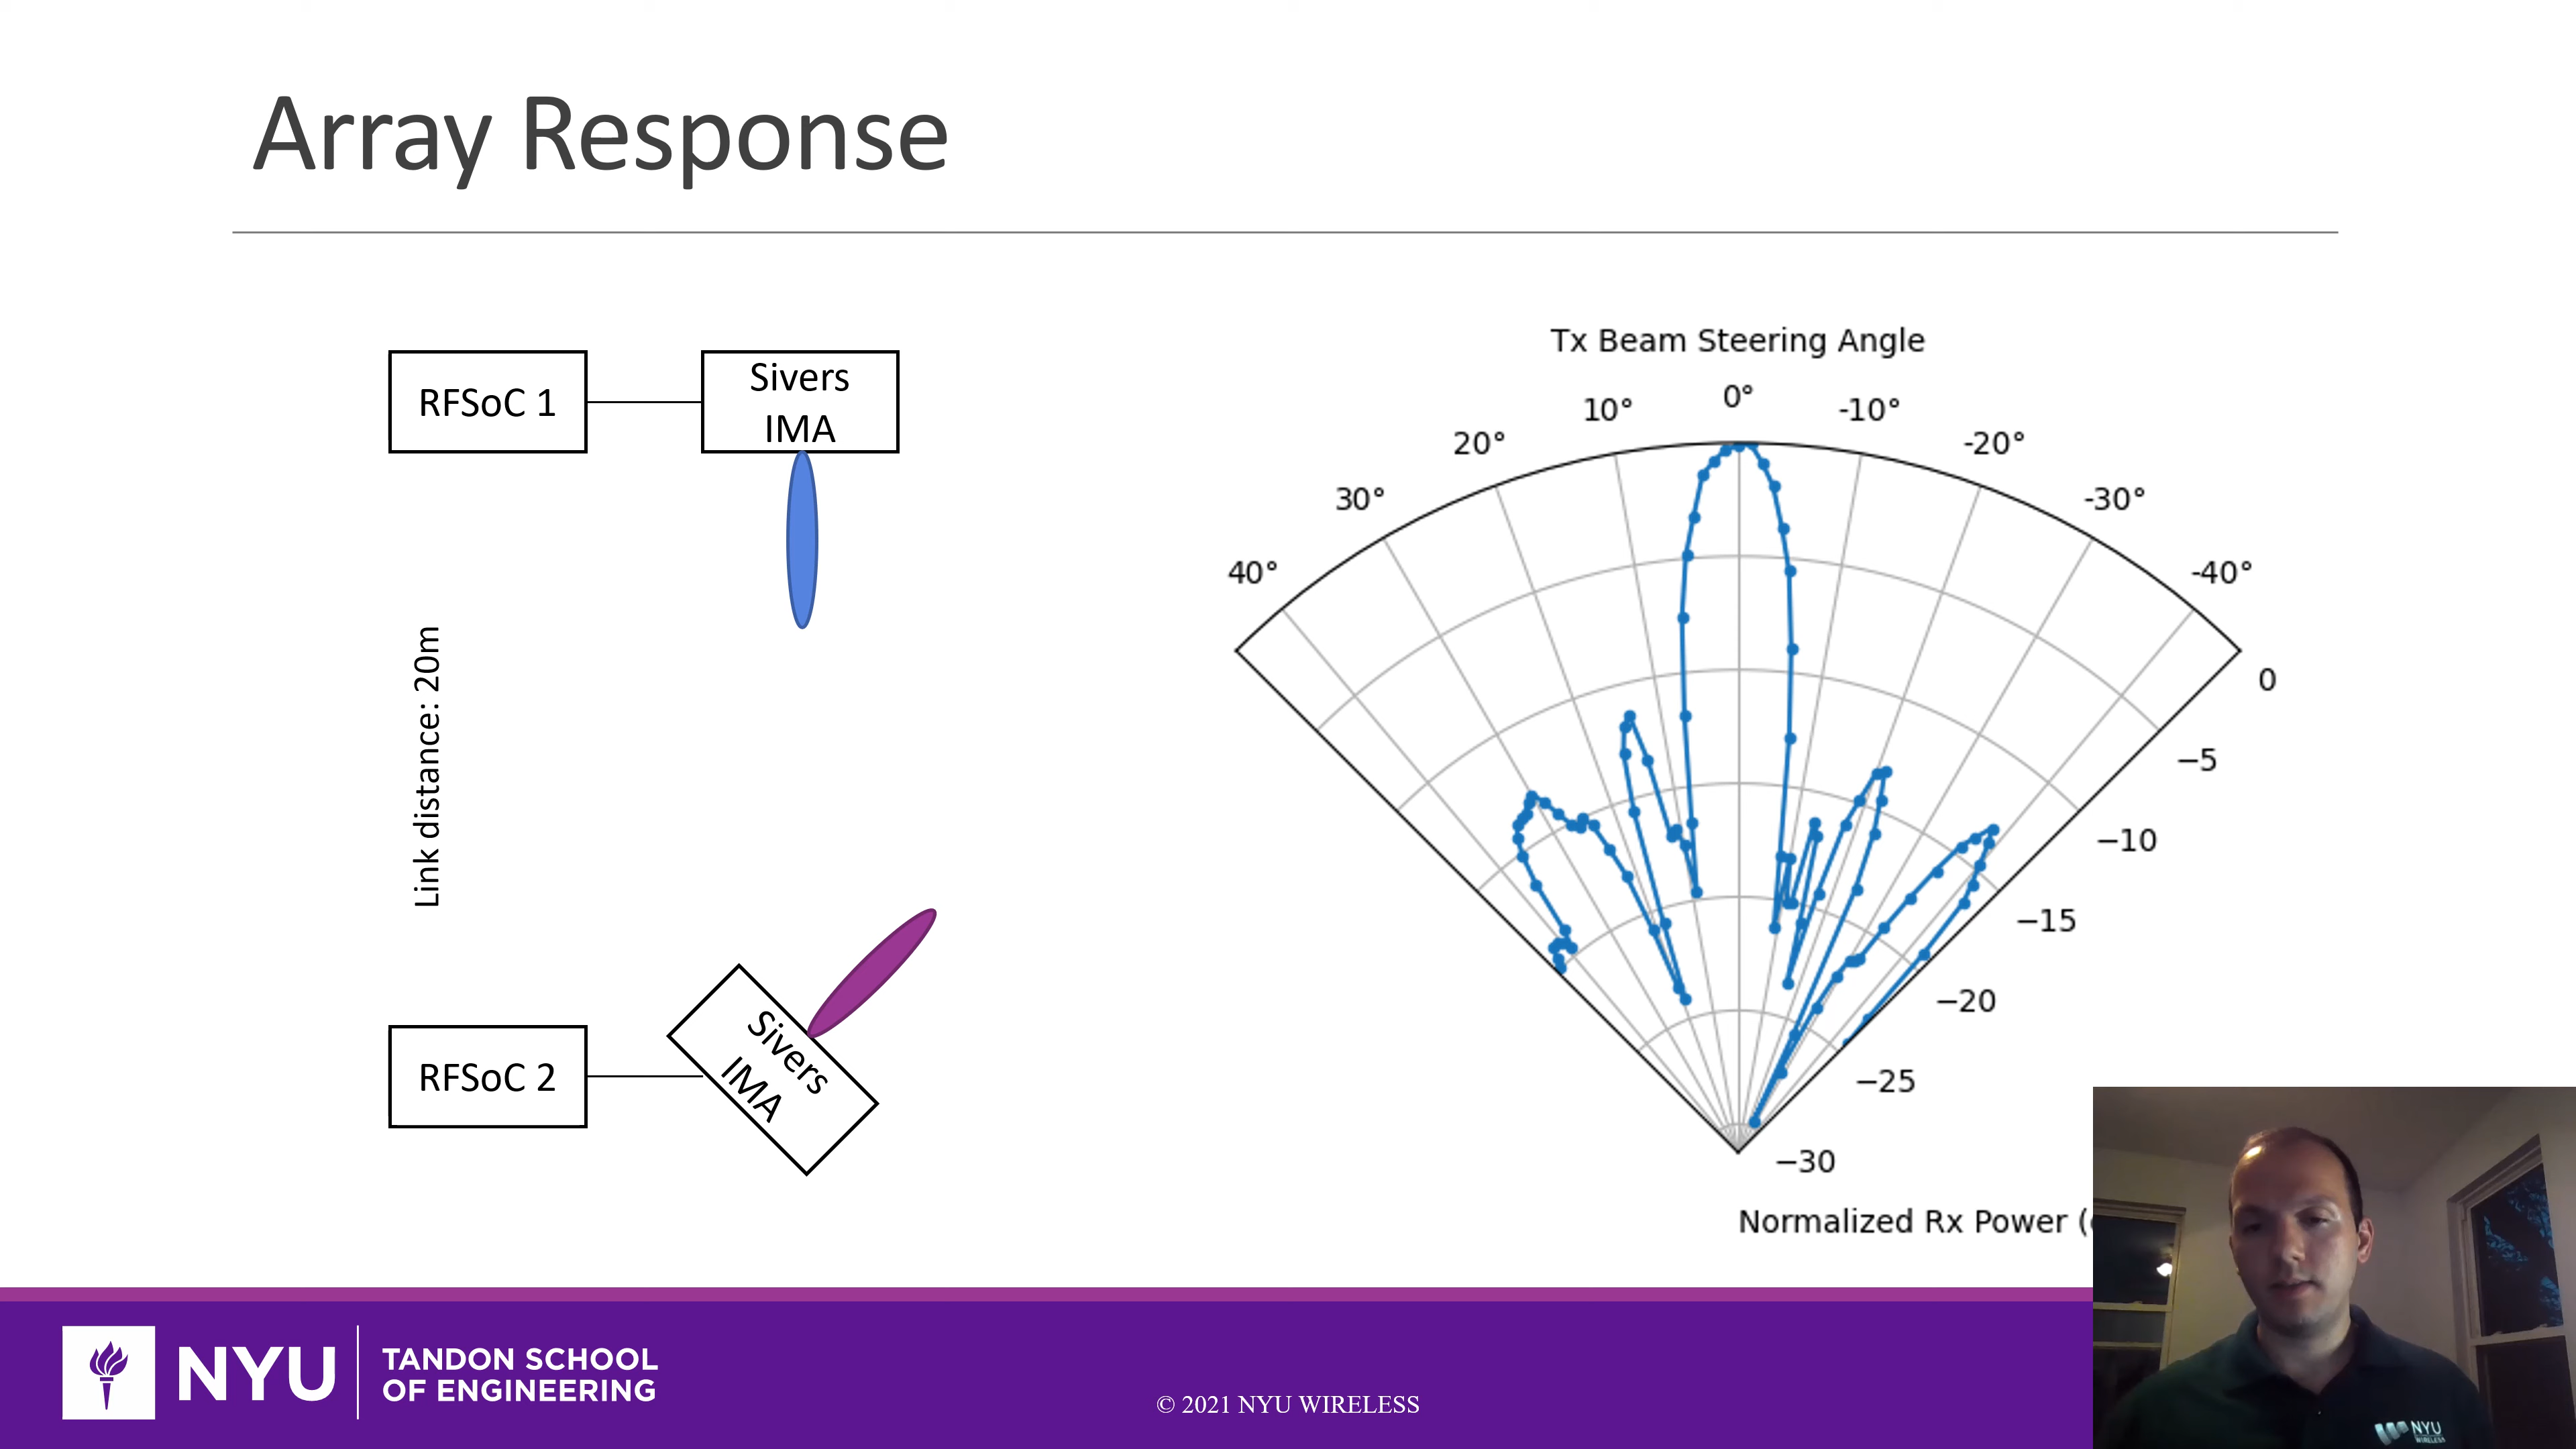 Array Response
RFSoC 1
Sivers
IMA
Link distance: 20m
RFSoC 2
Sivers
IMA
Tx Beam Steering Angle
0°
10°
-10°
20°
-20°
30°
-30°
40°
-40°
0
−5
−10
−15
−20
−25
−30
Normalized Rx Power (
NYU
TANDON SCHOOL
OF ENGINEERING
© 2021 NYU WIRELESS
NYU
WIRELESS